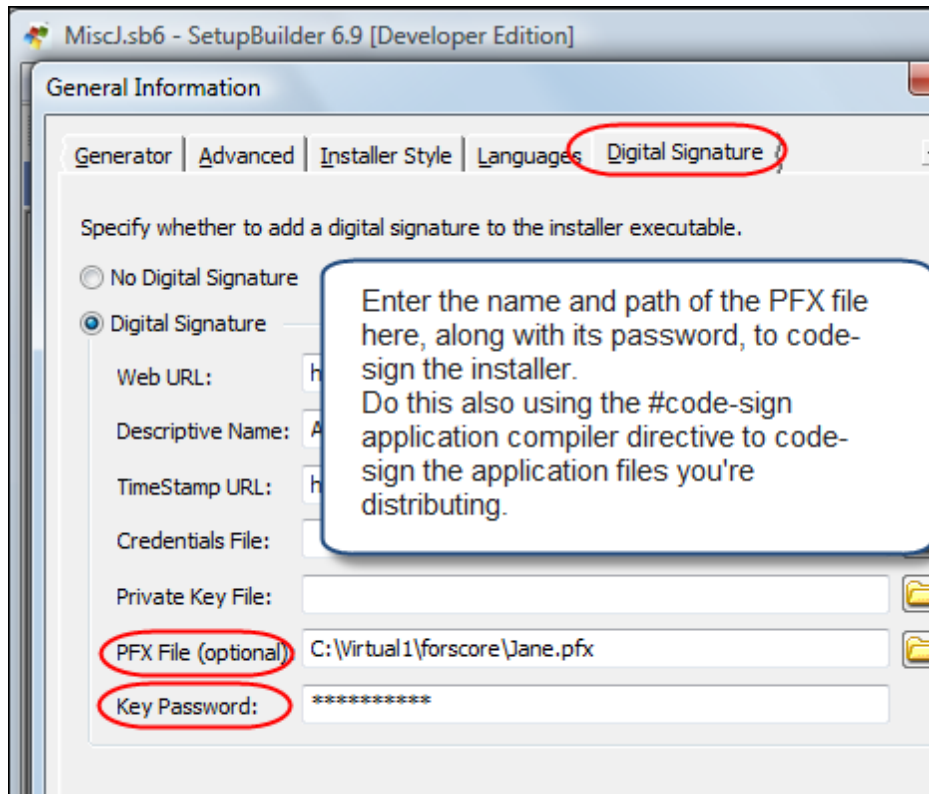 MiscJ.sb6 - SetupBuilder 6.9 [Developer Edition]
General Information
Generator
Advanced
Installer Style
Languages
Digital Signature
Specify whether to add a digital signature to the installer executable.
No Digital Signature
Digital Signature
Enter the name and path of the PFX file
here, along with its password, to code-
sign the installer.
Do this also using the #code-sign
application compiler directive to code-
sign the application files you're
distributing.
Web URL:
h
Descriptive Name:
A
TimeStamp URL:
h
Credentials File:
Private Key File:
PFX File (optional)
C:\Virtual1\forscore\Jane.pfx
Key Password:
**********